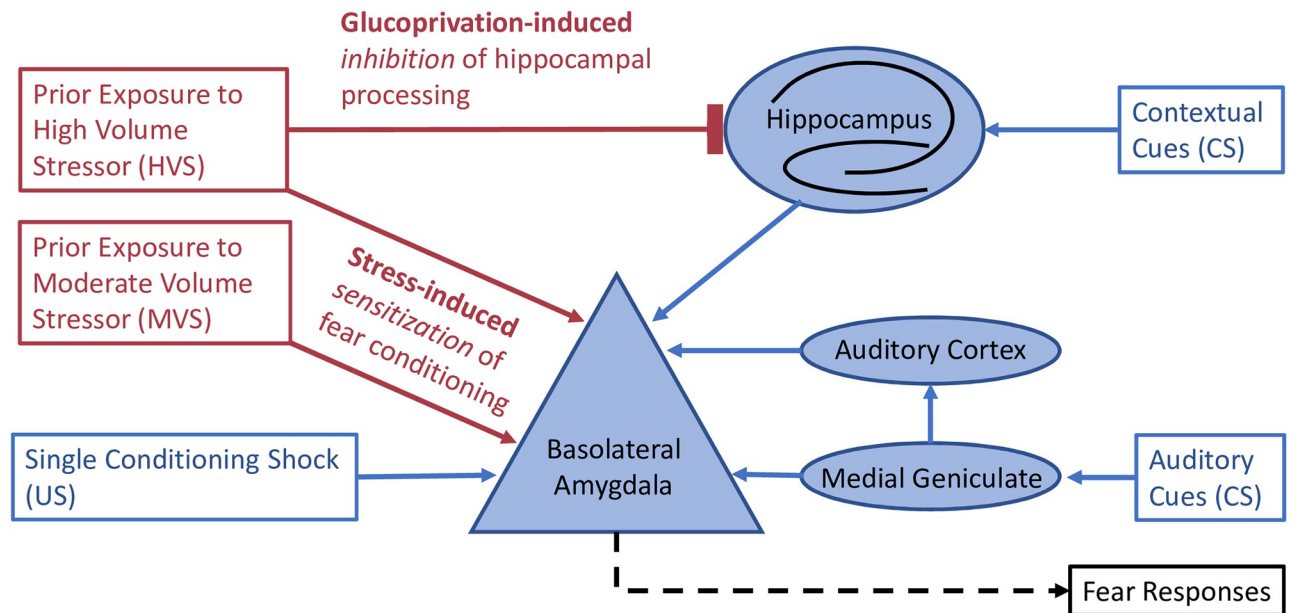 Glucoprivation-induced
inhibition of hippocampal
processing
Prior Exposure to
High Volume
Stressor (HVS)
Hippocampus
Contextual
Cues (CS)
Prior Exposure to
Moderate Volume
Stressor (MVS)
Stress-induced
sensitization of
fear conditioning
Auditory Cortex
Basolateral
Amygdala
Single Conditioning Shock
(US)
Medial Geniculate
Auditory
Cues (CS)
Fear Responses